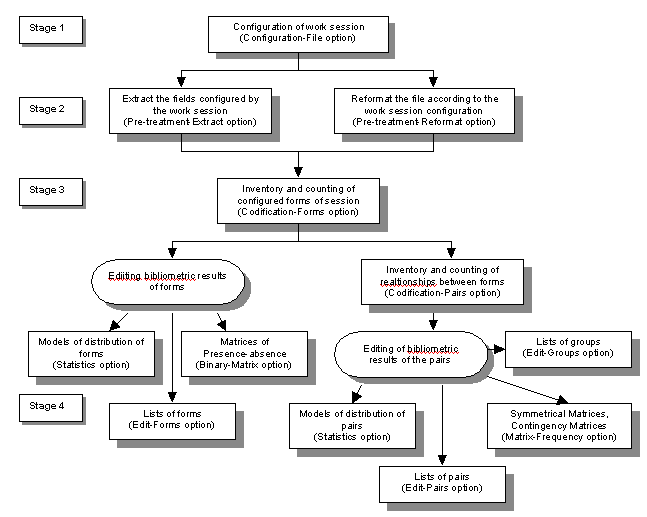 Stage 1
Configuration of work session
(Configuration-File option)
Stage 2
Extract the fields configured by
the work session
(Pre-treatment-Extract option)
Reformat the file according to the
work session configuration
(Pre-treatment-Reformat option)
Stage 3
Inventory and counting of
configured forms of session
(Codification-Forms option)
Ediiting bibliometric results
of forms
Inventory and counting of
realtionships between forms
(Codification-Pairs option)
Models of distribution of
forms
(Statistics option)
Matrices of
Presence-absence
(Binary-Matrix option)
Editing of bibliometric
results of the pairs
Lists of groups
(Edit-Groups option)
Stage 4
Lists of forms
(Edit-Forms option)
Models of distribution of
pairs
(Statistics option)
Symmetrical Matrices,
Contingency Matrices
(Matrix-Frequency option)
Lists of pairs
(Edit-Pairs option)